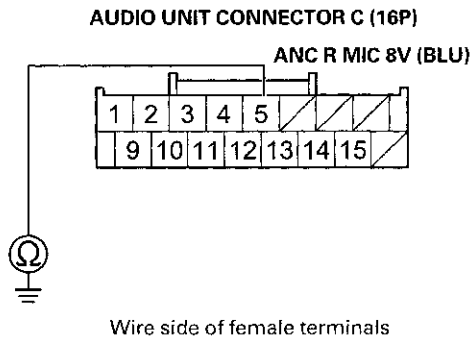 AUDIO UNIT CONNECTOR C (16P)
ANC R MIC 8V (BLU)
1 2 3 4 5
9 10 11 12 13 14 15
Ω
Wire side of female terminals